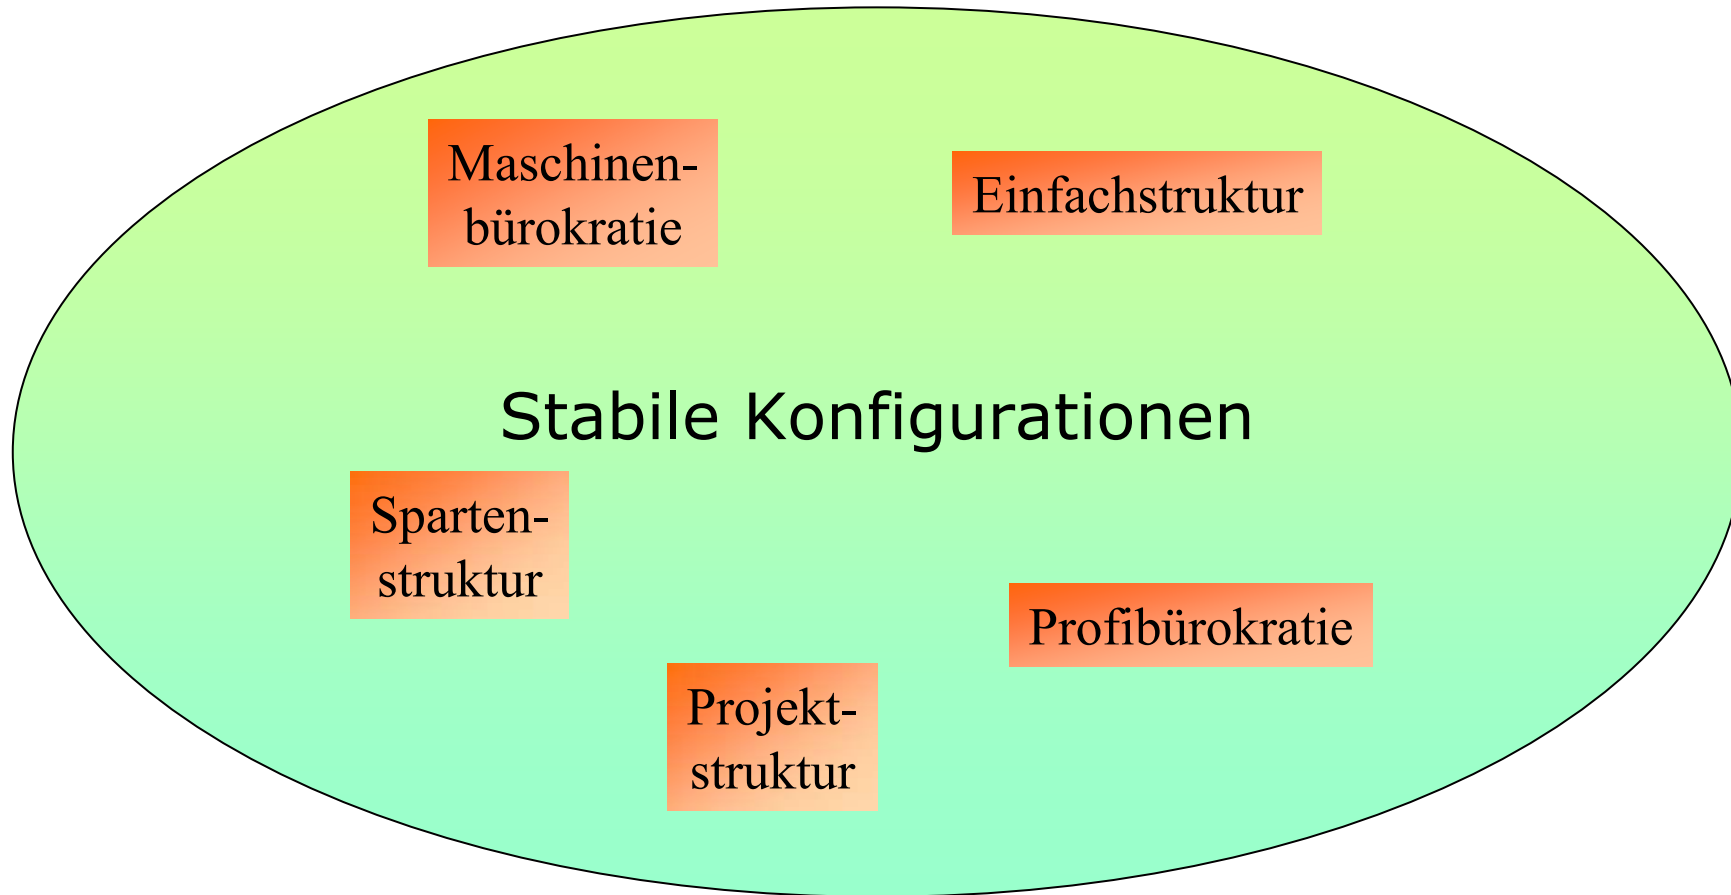 Maschinen-
bürokratie
Einfachstruktur
Stabile Konfigurationen
Sparten-
struktur
Profibürokratie
Projekt-
struktur